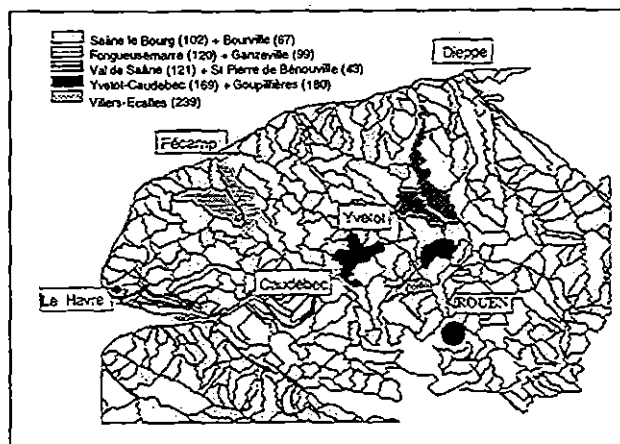 Saâne le Bourg (102) + Bourville (67)
Fongueusemarre (120) + Ganzeville (99)
Val de Saâne (121) + St Pierre de Bénouville (43)
Yvetot-Caudebec (169) + Goupillières (180)
Villers-Ecalles (239)
Dieppe
Fécamp
Yvetot
Caudebec
Le Havre
ROUEN